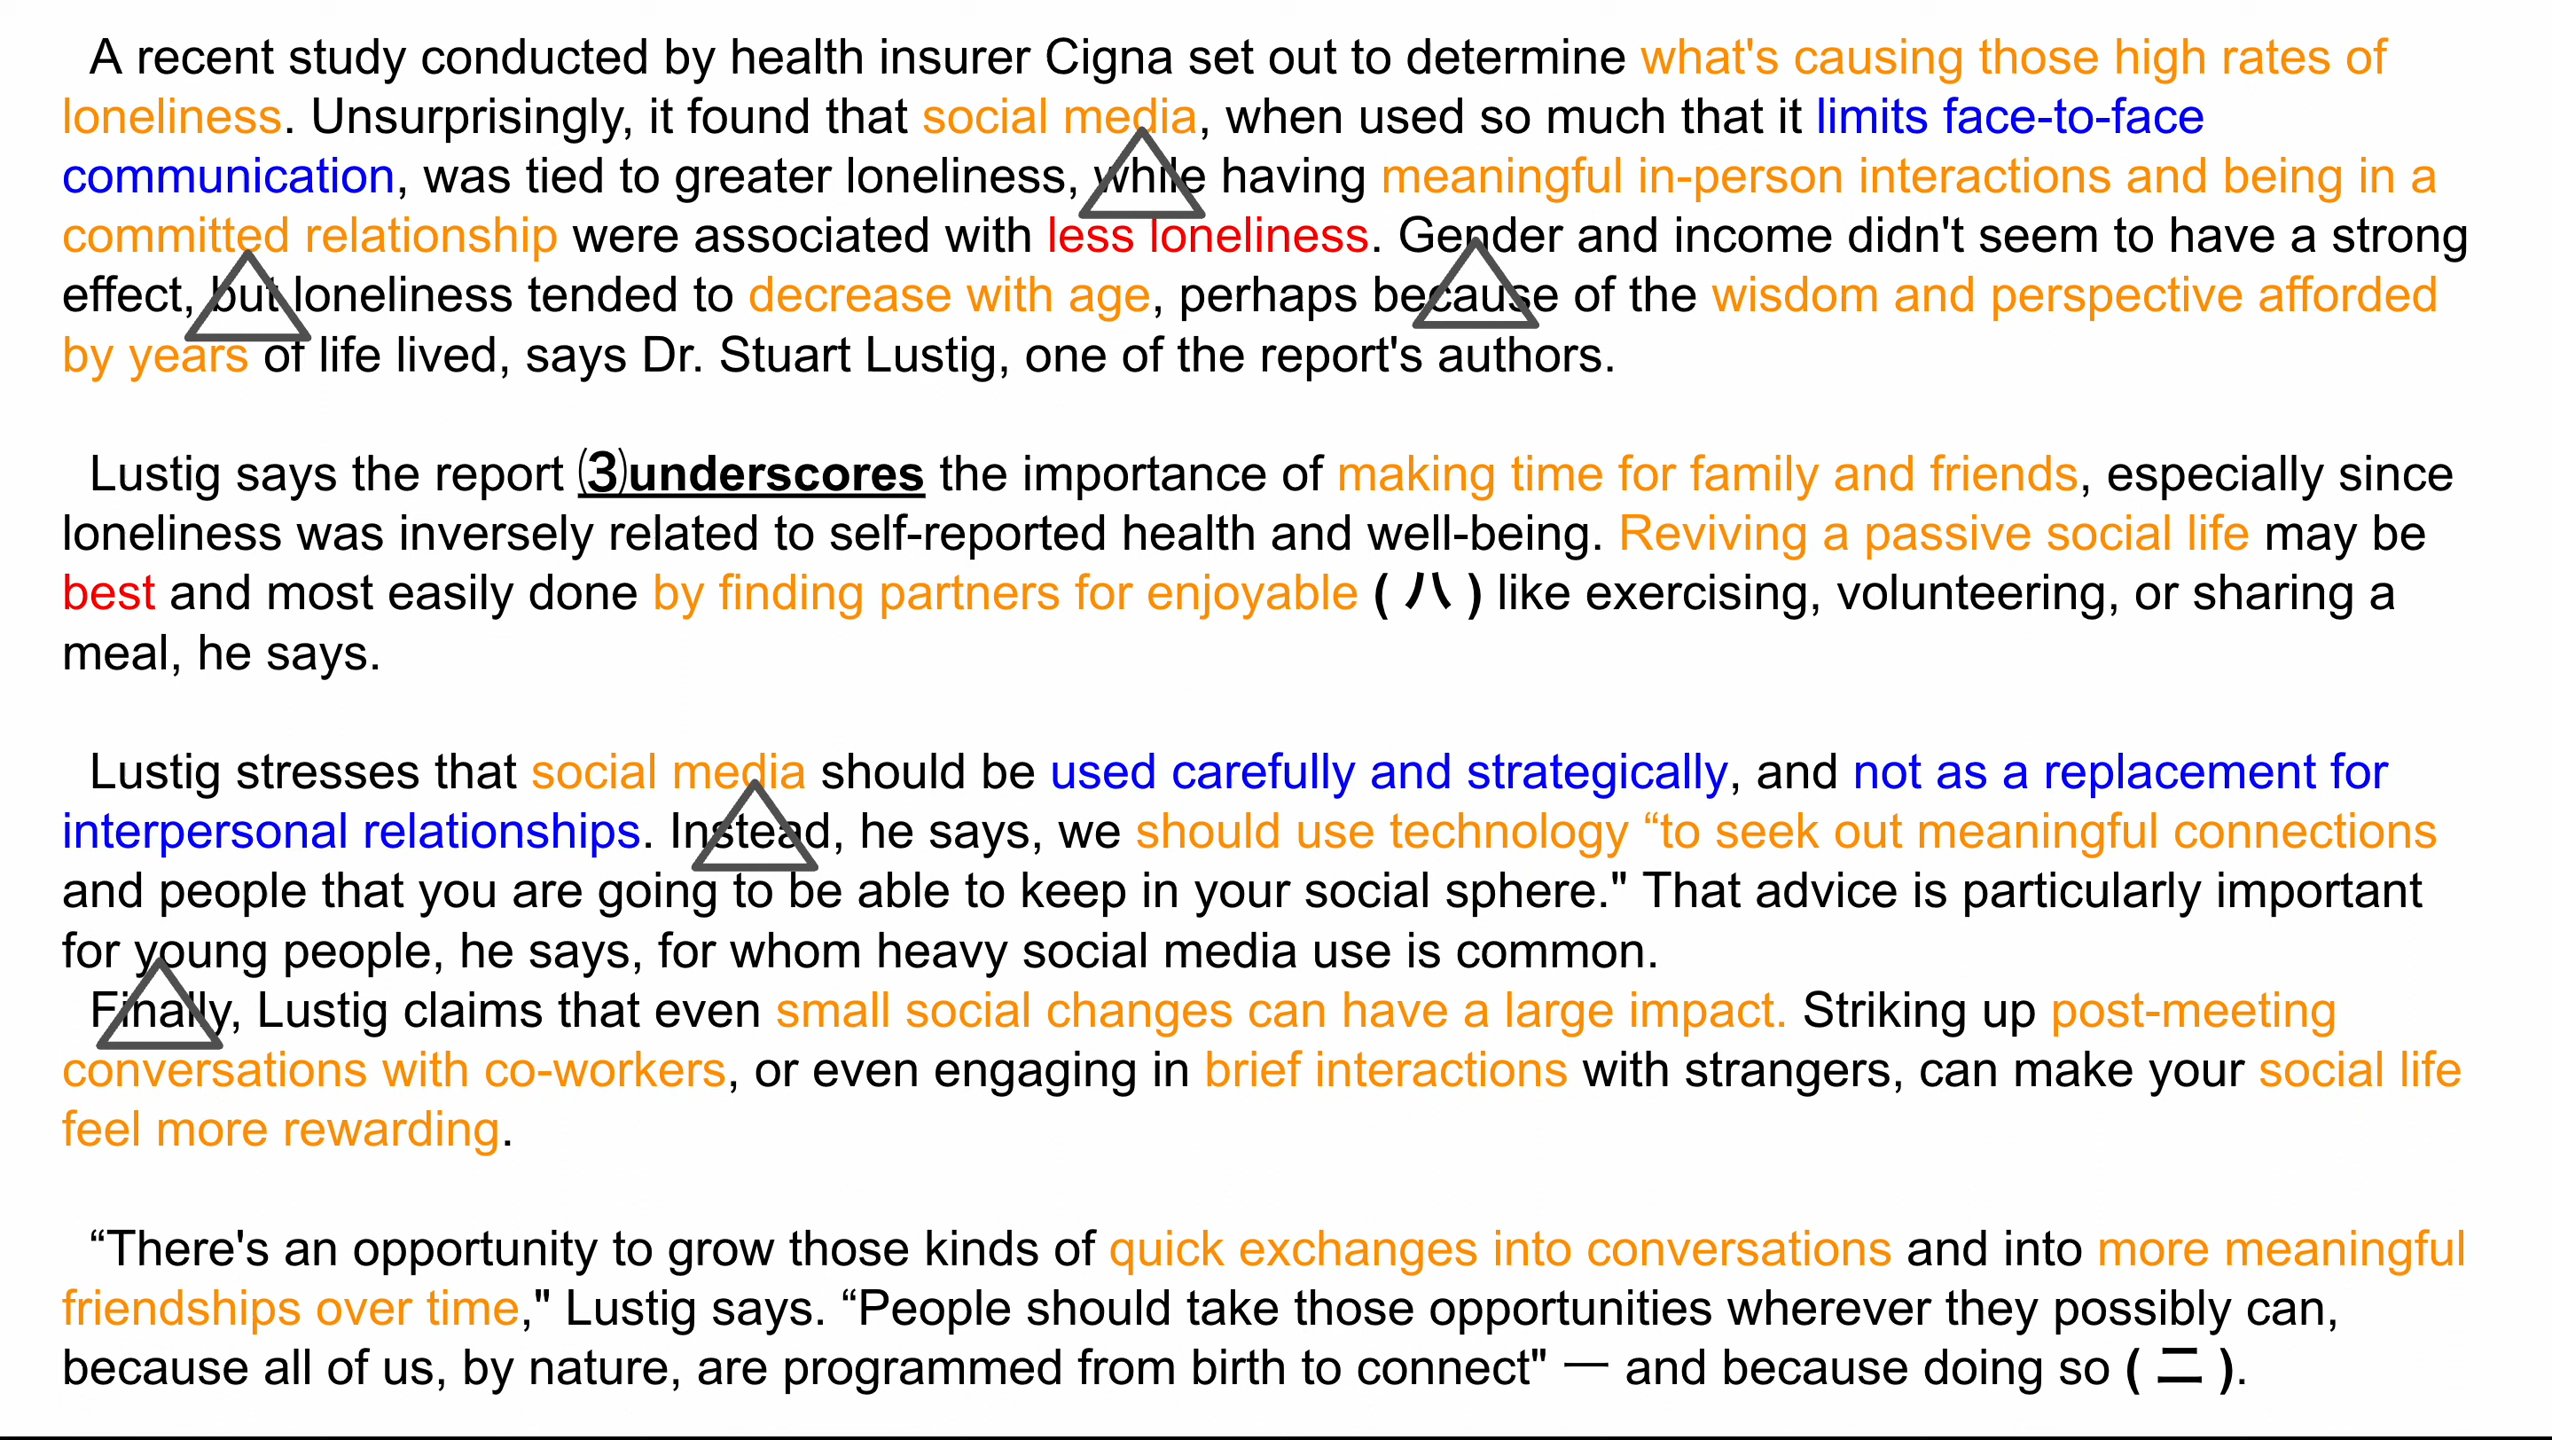 A recent study conducted by health insurer Cigna set out to determine what's causing those high rates of
loneliness. Unsurprisingly, it found that social media, when used so much that it limits face-to-face
communication, was tied to greater loneliness, while having meaningful in-person interactions and being in a
committed relationship were associated with less loneliness. Gender and income didn't seem to have a strong
effect, but loneliness tended to decrease with age, perhaps because of the wisdom and perspective afforded
by years of life lived, says Dr. Stuart Lustig, one of the report's authors.
Lustig says the report (3)underscores the importance of making time for family and friends, especially since
loneliness was inversely related to self-reported health and well-being. Reviving a passive social life may be
best and most easily done by finding partners for enjoyable ( ハ ) like exercising, volunteering, or sharing a
meal, he says.
Lustig stresses that social media should be used carefully and strategically, and not as a replacement for
interpersonal relationships. Instead, he says, we should use technology “to seek out meaningful connections
and people that you are going to be able to keep in your social sphere." That advice is particularly important
for young people, he says, for whom heavy social media use is common.
Finally, Lustig claims that even small social changes can have a large impact. Striking up post-meeting
conversations with co-workers, or even engaging in brief interactions with strangers, can make your social life
feel more rewarding.
“There's an opportunity to grow those kinds of quick exchanges into conversations and into more meaningful
friendships over time," Lustig says. “People should take those opportunities wherever they possibly can,
because all of us, by nature, are programmed from birth to connect" ― and because doing so ( ニ ).